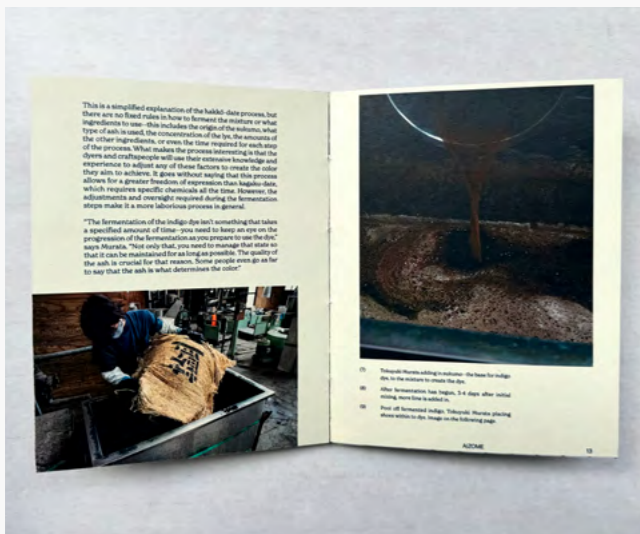 This is a simplified explanation of the hakkō-date process, but
there are no fixed rules in how to ferment the mixture or what
ingredients to use—this includes the origin of the sukumo, what
type of ash is used, the concentration of the lye, the amounts of
the other ingredients, or even the time required for each step
of the process. What makes the process interesting is that the
dyers and craftspeople will use their extensive knowledge and
experience to adjust any of these factors to create the color
they aim to achieve. It goes without saying that this process
allows for a greater freedom of expression than kagaku-date,
which requires specific chemicals all the time. However, the
adjustments and oversight required during the fermentation
steps make it a more laborious process in general.
"The fermentation of the indigo dye isn't something that takes
a specified amount of time—you need to keep an eye on the
progression of the fermentation as you prepare to use the dye,"
says Murata. "Not only that, you need to manage that state so
that it can be maintained for as long as possible. The quality of
the ash is crucial for that reason. Some people even go as far
to say that the ash is what determines the color."
(7) Tokuyuki Murata adding in sukumo—the base for indigo
dye, to the mixture to create the dye.
(8) After fermentation has begun, 3-4 days after initial
mixing, more lime is added in.
(9) Pool off fermented indigo. Tokuyuki Murata placing
shoes within to dye. Image on the following page.
AIZOME
13